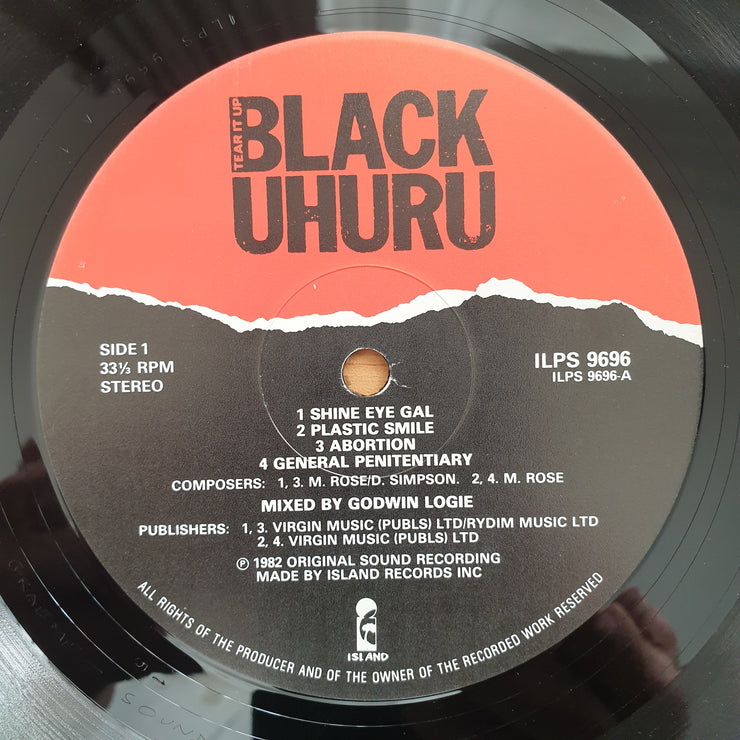 TEAR IT UP
BLACK
UHURU
SIDE 1
33⅓ RPM
STEREO
ILPS 9696
ILPS 9696-A
1 SHINE EYE GAL
2 PLASTIC SMILE
3 ABORTION
4 GENERAL PENITENTIARY
COMPOSERS: 1, 3. M. ROSE/D. SIMPSON. 2, 4. M. ROSE
MIXED BY GODWIN LOGIE
PUBLISHERS: 1, 3. VIRGIN MUSIC (PUBLS) LTD/RYDIM MUSIC LTD
2, 4. VIRGIN MUSIC (PUBLS) LTD
℗ 1982 ORIGINAL SOUND RECORDING
MADE BY ISLAND RECORDS INC
ISLAND
ALL RIGHTS OF THE PRODUCER AND OF THE OWNER OF THE RECORDED WORK RESERVED